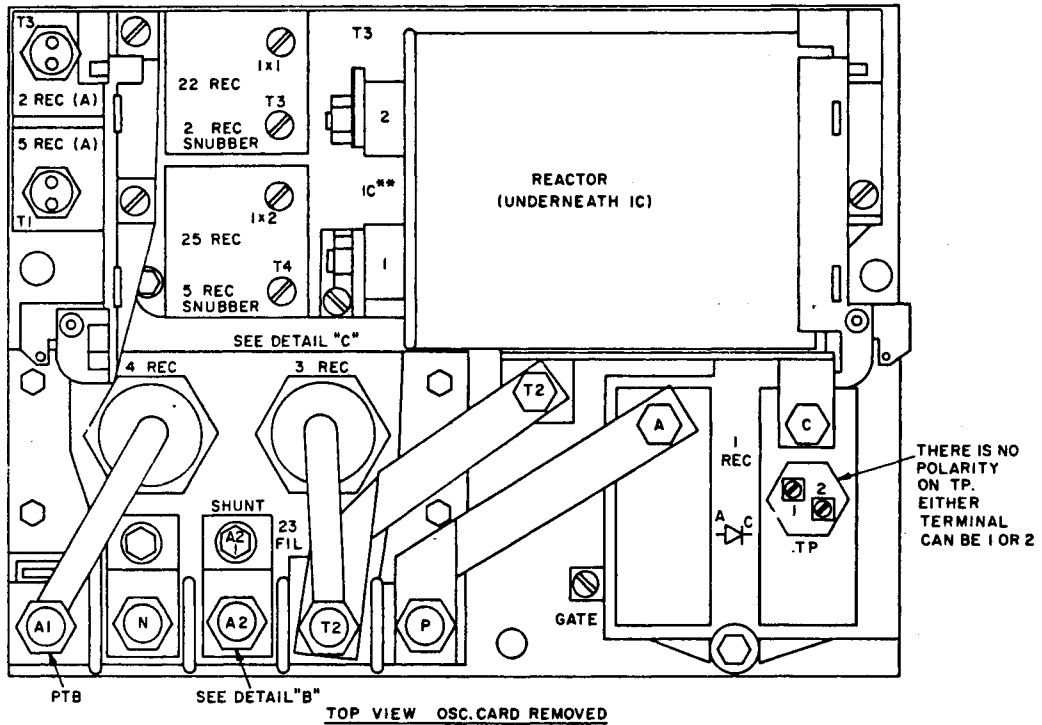 T3
2 REC (A)
5 REC (A)
T1
22 REC
1X1
T3
2 REC
SNUBBER
25 REC
1X2
T4
5 REC
SNUBBER
T3
2
1C**
1
REACTOR
(UNDERNEATH 1C)
SEE DETAIL "C"
4 REC
3 REC
T2
A
C
1
REC
A C
1
2
.TP
THERE IS NO
POLARITY
ON TP.
EITHER
TERMINAL
CAN BE 1 OR 2
SHUNT
A2
1
23
FIL
GATE
A1
N
A2
T2
P
PTB
SEE DETAIL "B"
TOP VIEW OSC. CARD REMOVED